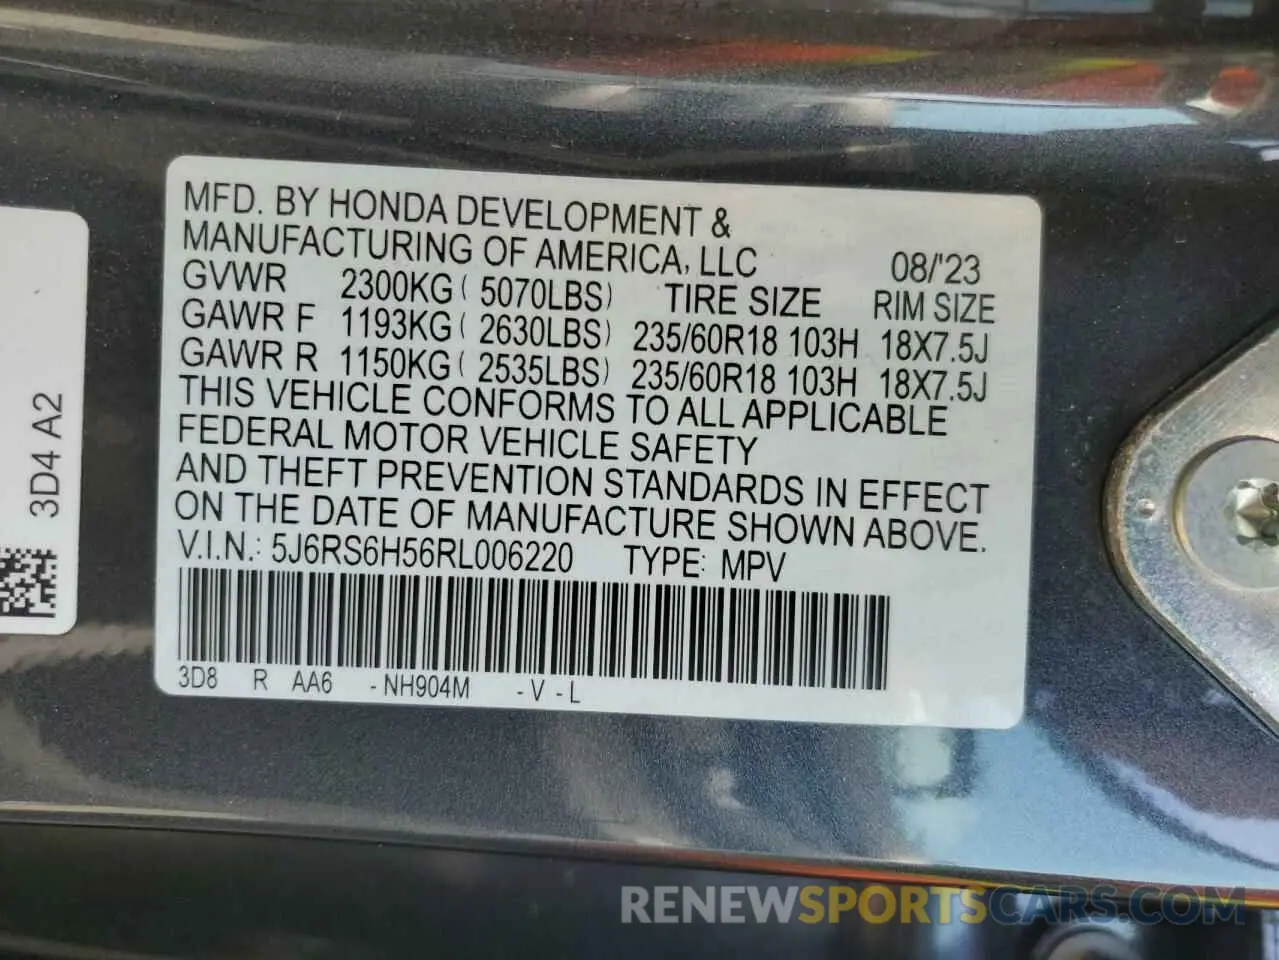 MFD. BY HONDA DEVELOPMENT &
MANUFACTURING OF AMERICA, LLC 08/'23
GVWR 2300KG ( 5070LBS) TIRE SIZE RIM SIZE
GAWR F 1193KG ( 2630LBS) 235/60R18 103H 18X7.5J
GAWR R 1150KG ( 2535LBS) 235/60R18 103H 18X7.5J
THIS VEHICLE CONFORMS TO ALL APPLICABLE
FEDERAL MOTOR VEHICLE SAFETY
AND THEFT PREVENTION STANDARDS IN EFFECT
ON THE DATE OF MANUFACTURE SHOWN ABOVE.
V.I.N.: 5J6RS6H56RL006220 TYPE: MPV
3D8 R AA6 -NH904M -V -L
3D4 A2
RENEWSPORTSCARS.COM